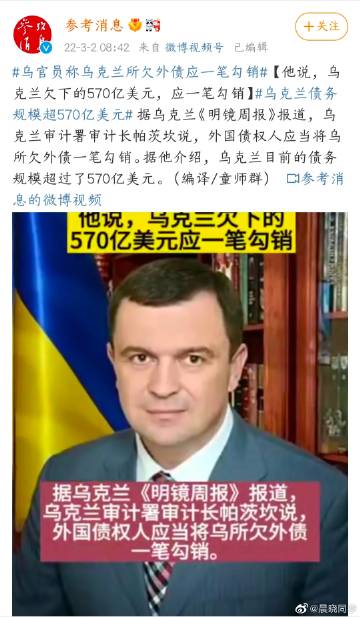 参考消息
22-3-2 08:42 来自 微博视频号 已编辑
+关注
#乌官员称乌克兰所欠外债应一笔勾销#【他说，乌
克兰欠下的570亿美元，应一笔勾销】#乌克兰债务
规模超570亿美元# 据乌克兰《明镜周报》报道，乌
克兰审计署审计长帕茨坎说，外国债权人应当将乌
所欠外债一笔勾销。据他介绍，乌克兰目前的债务
规模超过了570亿美元。（编译/童师群） 参考消
息的微博视频
他说，乌克兰欠下的
570亿美元应一笔勾销
据乌克兰《明镜周报》报道，
乌克兰审计署审计长帕茨坎说，
外国债权人应当将乌所欠外债
一笔勾销。